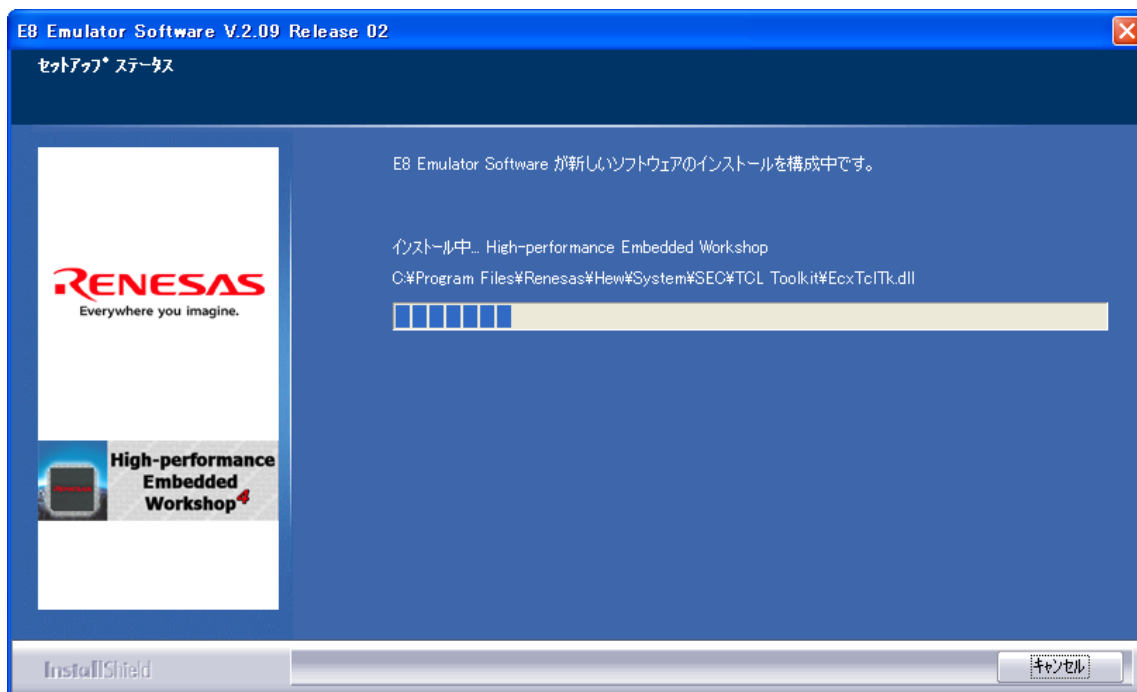 E8 Emulator Software V.2.09 Release 02
セットアップ ステータス
E8 Emulator Software が新しいソフトウェアのインストールを構成中です。
インストール中... High-performance Embedded Workshop
C:¥Program Files¥Renesas¥Hew¥System¥SEC¥TCL Toolkit¥EcxTclTk.dll
RENESAS
Everywhere you imagine.
High-performance
Embedded
Workshop4
InstallShield
キャンセル